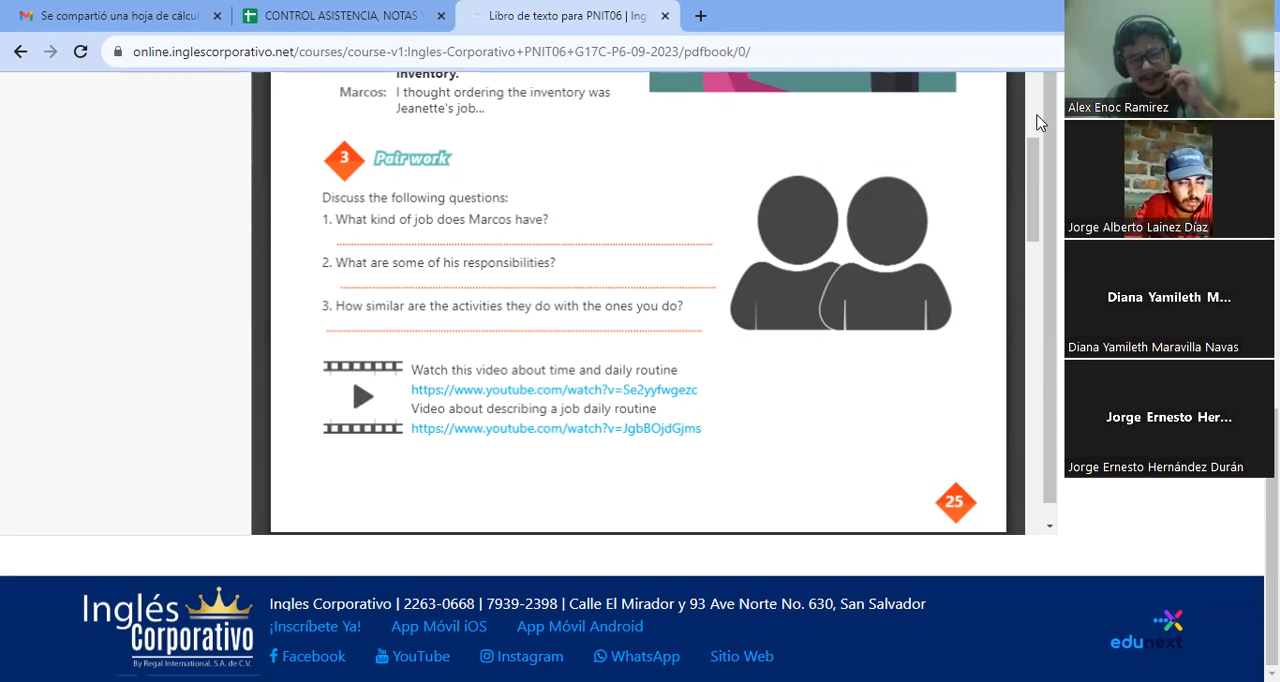 Se compartió una hoja de cálcul
CONTROL ASISTENCIA, NOTAS Y
Libro de texto para PNIT06 | Ing
online.inglescorporativo.net/courses/course-v1:Ingles-Corporativo+PNIT06+G17C-P6-09-2023/pdfbook/0/
inventory.
Marcos: I thought ordering the inventory was
Jeanette's job...
3 Pair work
Discuss the following questions:
1. What kind of job does Marcos have?
2. What are some of his responsibilities?
3. How similar are the activities they do with the ones you do?
Watch this video about time and daily routine
https://www.youtube.com/watch?v=Se2yyfwgezc
Video about describing a job daily routine
https://www.youtube.com/watch?v=JgbBOjdGjms
25
Alex Enoc Ramirez
Jorge Alberto Lainez Díaz
Diana Yamileth M...
Diana Yamileth Maravilla Navas
Jorge Ernesto Her...
Jorge Ernesto Hernández Durán
Inglés
Corporativo
By Regal International, S.A. de C.V.
Ingles Corporativo | 2263-0668 | 7939-2398 | Calle El Mirador y 93 Ave Norte No. 630, San Salvador
¡Inscríbete Ya! App Móvil iOS App Móvil Android
Facebook YouTube Instagram WhatsApp Sitio Web
edunext